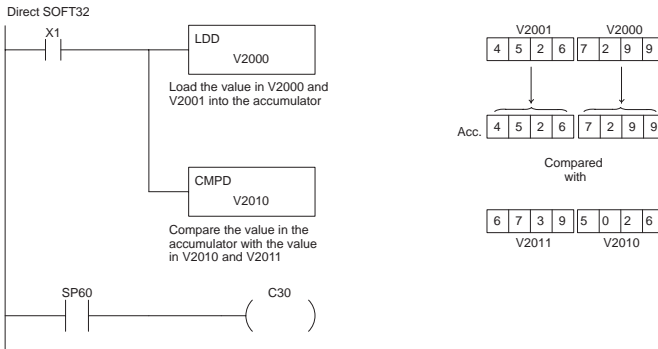 Direct SOFT32
X1
LDD
V2000
Load the value in V2000 and
V2001 into the accumulator
CMPD
V2010
Compare the value in the
accumulator with the value
in V2010 and V2011
SP60
C30
V2001 V2000
4 5 2 6 7 2 9 9
Acc. 4 5 2 6 7 2 9 9
Compared
with
6 7 3 9 5 0 2 6
V2011 V2010